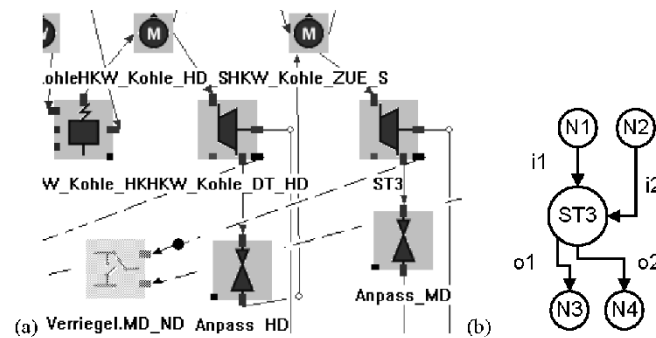 M
M
N1
N2
.ohleHKW_Kohle_HD_SHKW_Kohle_ZUE_S
i1
i2
W_Kohle_HKHKW_Kohle_DT_HD
ST3
ST3
o1
o2
Anpass_MD
N3
N4
(a)
Verriegel.MD_ND
Anpass_HD
(b)